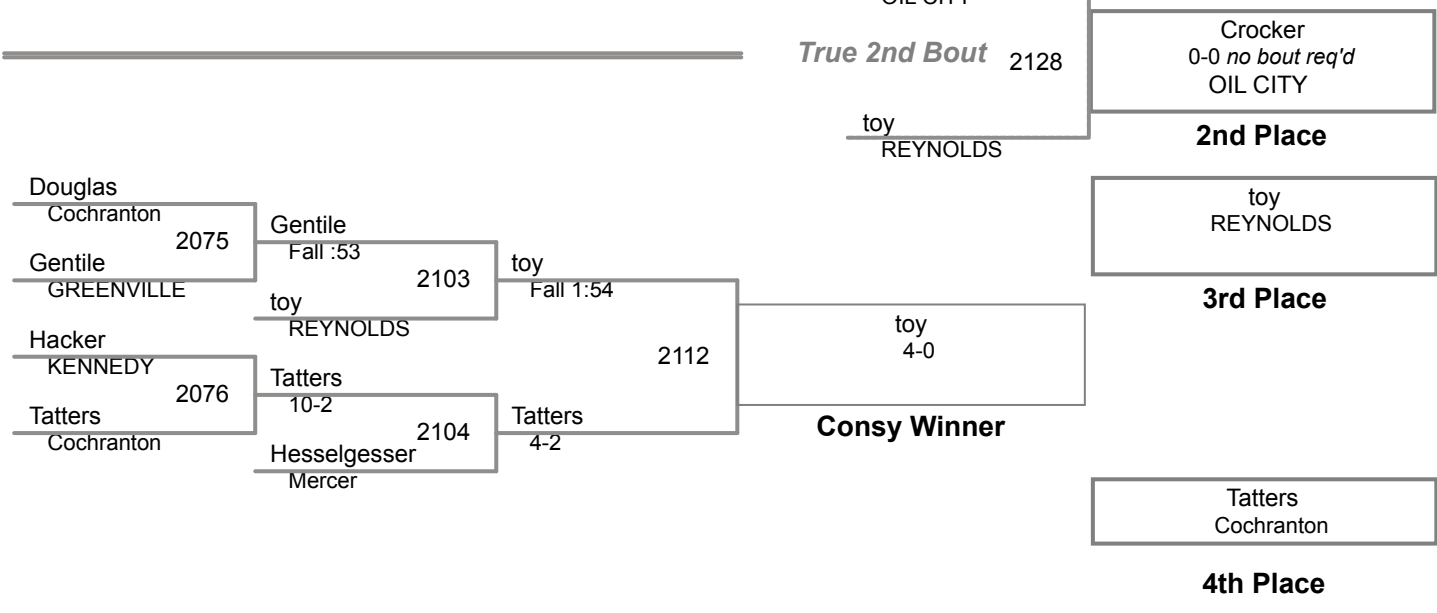 OIL CITY
Crocker
0-0 no bout req'd
OIL CITY
2nd Place
True 2nd Bout
2128
toy
REYNOLDS
toy
REYNOLDS
3rd Place
Douglas
Cochranton
2075
Gentile
GREENVILLE
Gentile
Fall :53
2103
toy
REYNOLDS
toy
Fall 1:54
Hacker
KENNEDY
2076
Tatters
Cochranton
Tatters
10-2
2104
Hesselgesser
Mercer
Tatters
4-2
2112
toy
4-0
Consy Winner
Tatters
Cochranton
4th Place